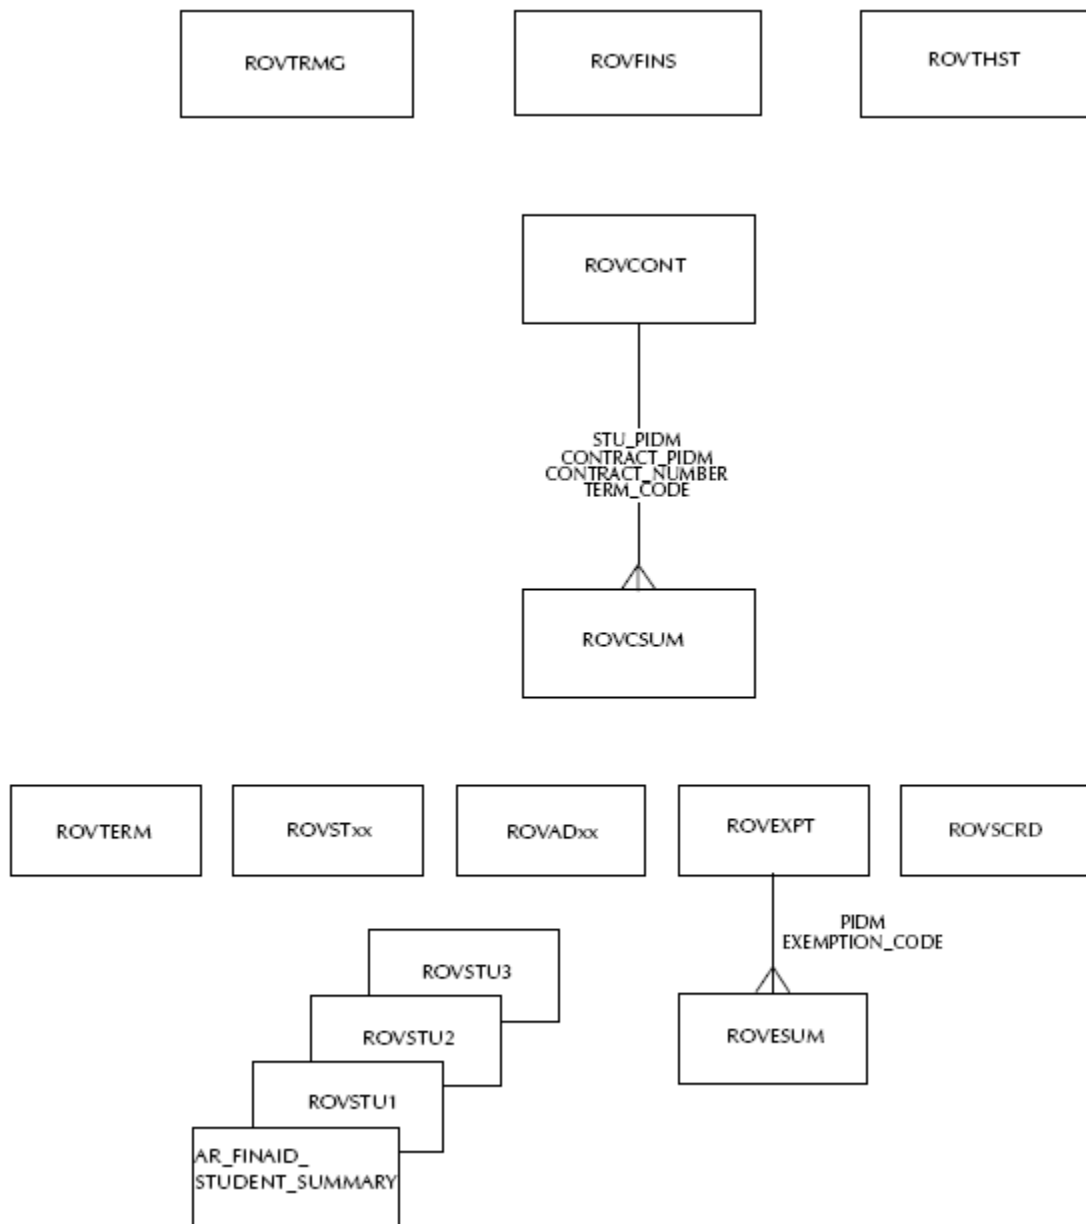 ROVTRMG
ROVFINS
ROVTHST
ROVCONT
STU_PIDM
CONTRACT_PIDM
CONTRACT_NUMBER
TERM_CODE
ROVCSUM
ROVTERM
ROVSTxx
ROVADxx
ROVEXPT
ROVSCRD
PIDM
EXEMPTION_CODE
ROVSTU3
ROVSTU2
ROVESUM
ROVSTU1
AR_FINAID_
STUDENT_SUMMARY